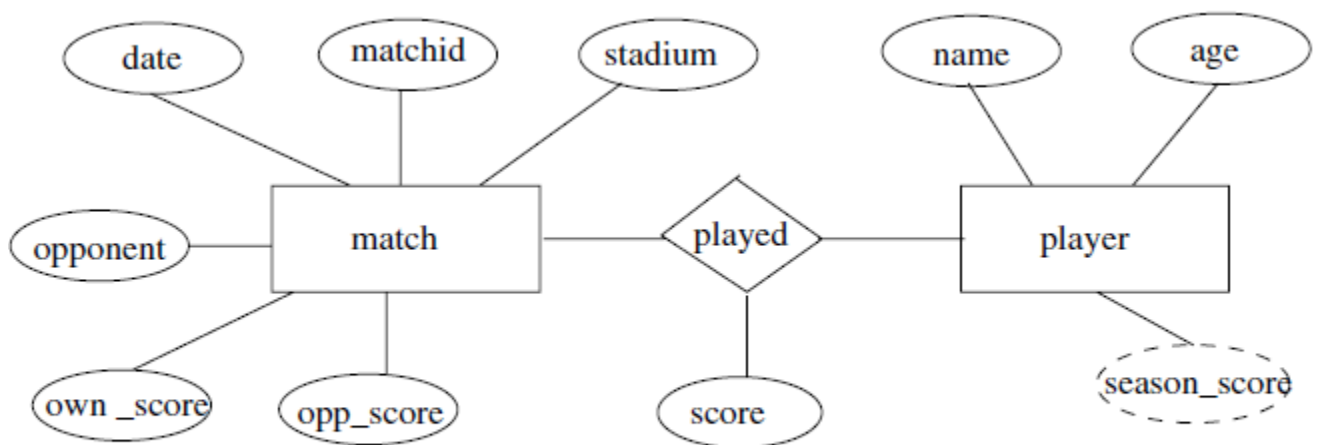 date
matchid
stadium
name
age
opponent
match
played
player
own _score
opp_score
score
season_score